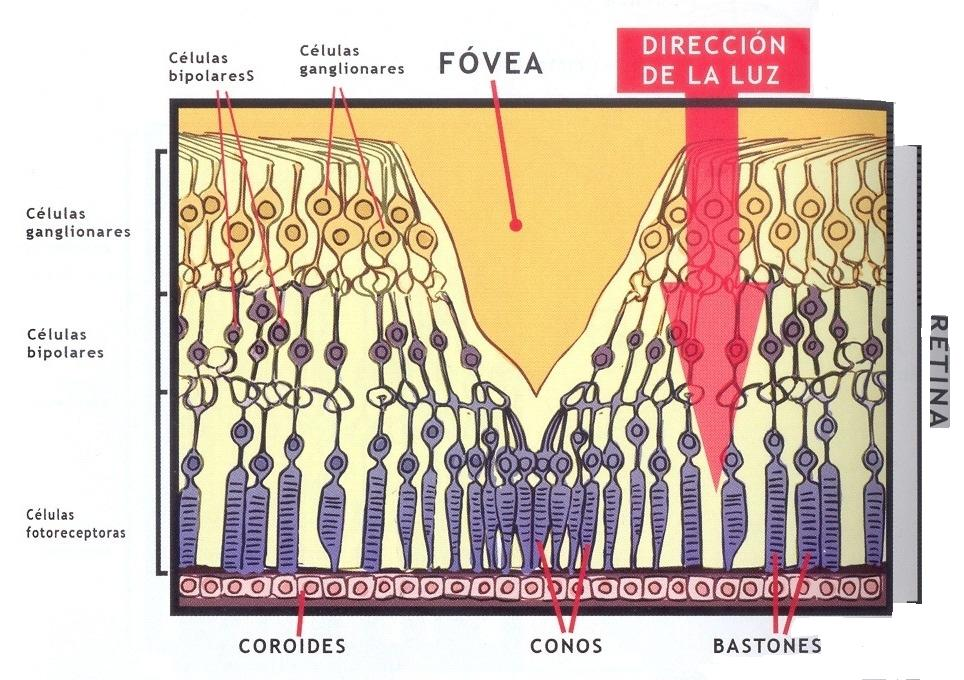 Células
bipolaresS
Células
ganglionares
FÓVEA
DIRECCIÓN
DE LA LUZ
Células
ganglionares
Células
bipolares
Células
fotoreceptoras
RETINA
COROIDES
CONOS
BASTONES